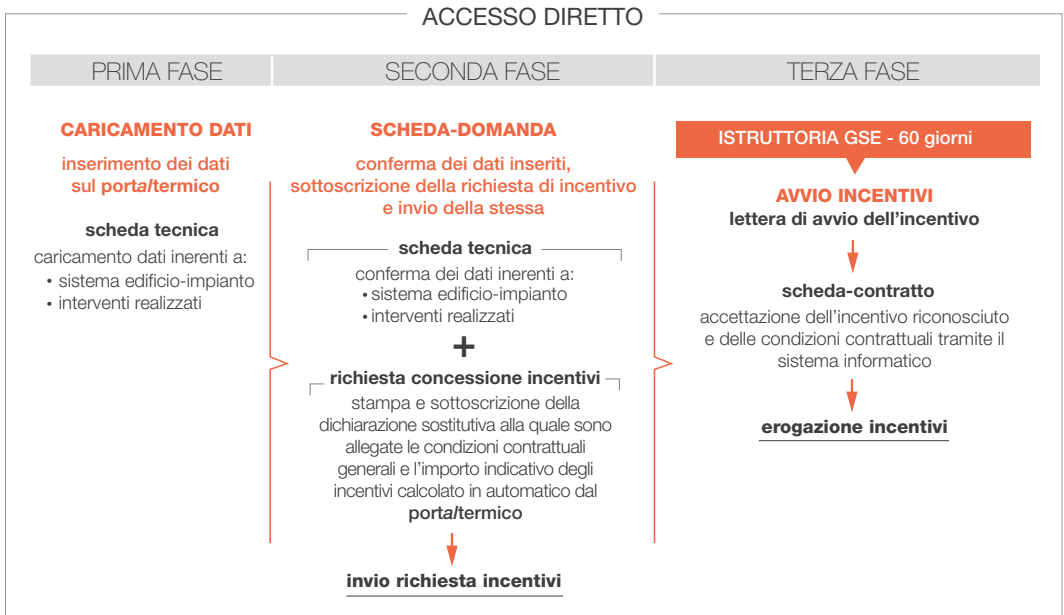 ACCESSO DIRETTO
PRIMA FASE
CARICAMENTO DATI
inserimento dei dati
sul portaltermico
scheda tecnica
caricamento dati inerenti a:
• sistema edificio-impianto
• interventi realizzati
SECONDA FASE
SCHEDA-DOMANDA
conferma dei dati inseriti,
sottoscrizione della richiesta di incentivo
e invio della stessa
scheda tecnica
conferma dei dati inerenti a:
• sistema edificio-impianto
• interventi realizzati
+
richiesta concessione incentivi
stampa e sottoscrizione della
dichiarazione sostitutiva alla quale sono
allegate le condizioni contrattuali
generali e l’importo indicativo degli
incentivi calcolato in automatico dal
portaltermico
invio richiesta incentivi
TERZA FASE
ISTRUTTORIA GSE - 60 giorni
AVVIO INCENTIVI
lettera di avvio dell’incentivo
scheda-contratto
accettazione dell’incentivo riconosciuto
e delle condizioni contrattuali tramite il
sistema informatico
erogazione incentivi